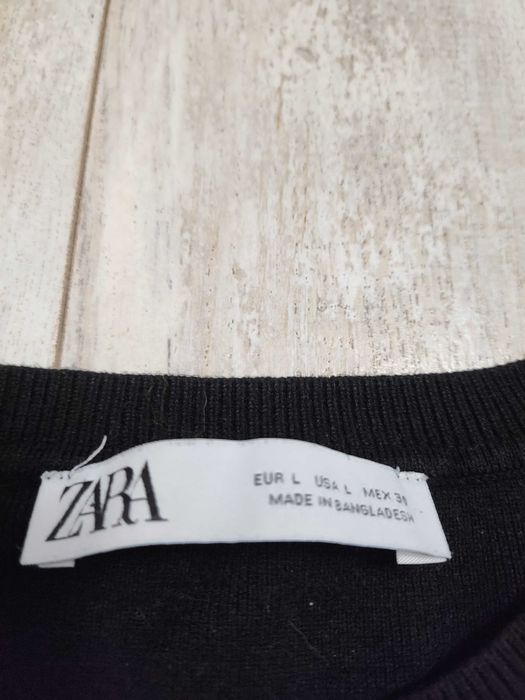 ZARA
EUR L USA L MEX 30
MADE IN BANGLADESH